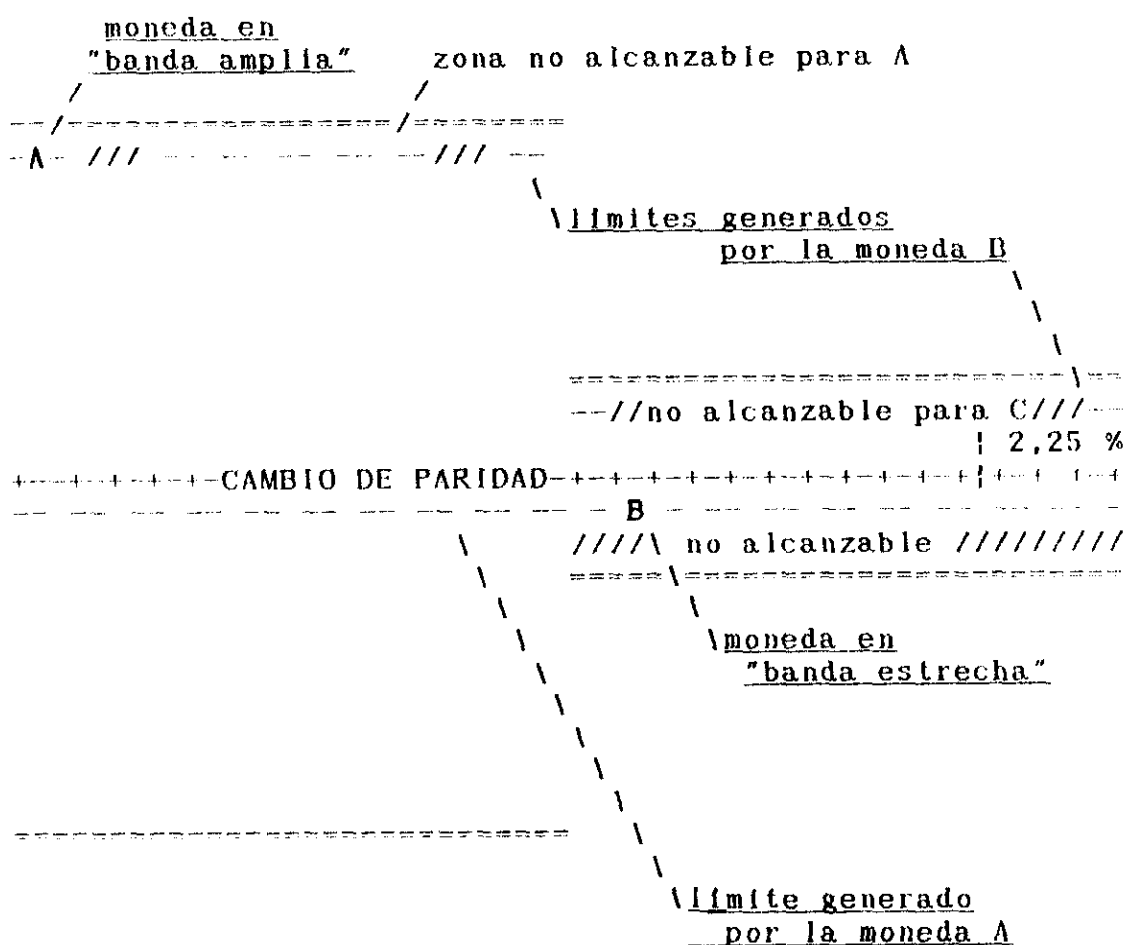 moneda en
"banda amplia" zona no alcanzable para A
A /// ///
límites generados
por la moneda B
//no alcanzable para C///
2,25 %
CAMBIO DE PARIDAD
B
////\ no alcanzable /////////
moneda en
"banda estrecha"
límite generado
por la moneda A